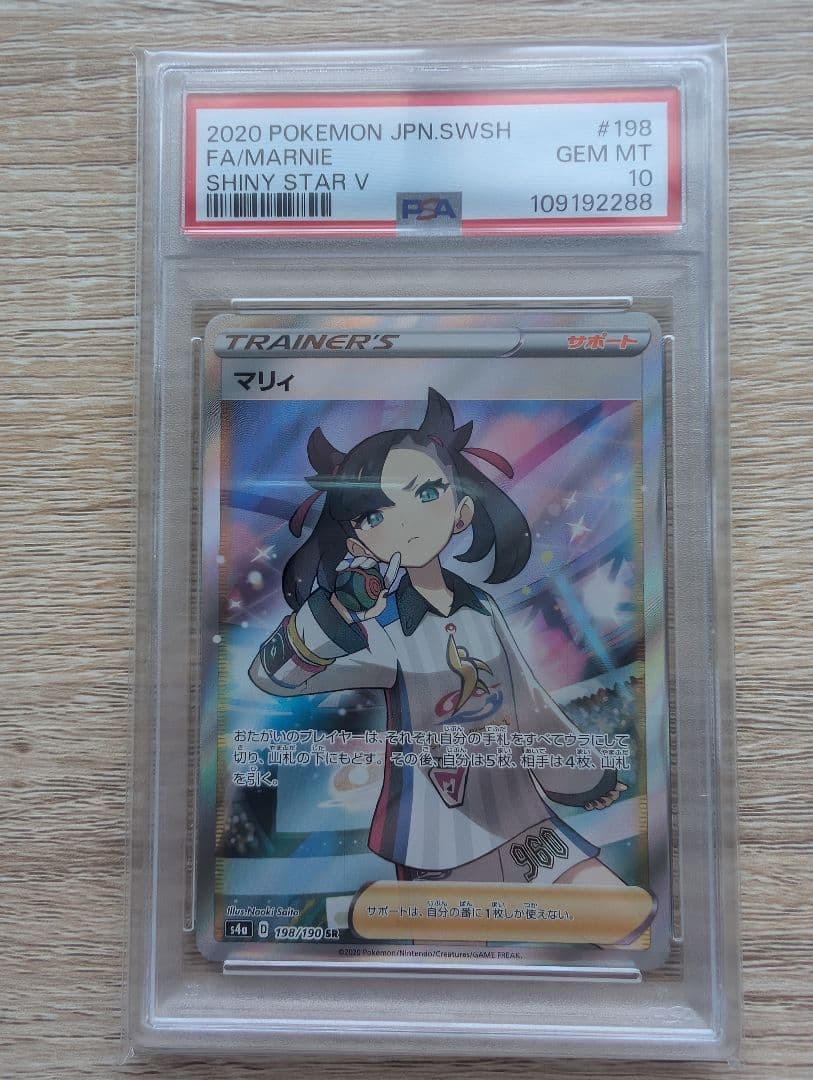 2020 POKEMON JPN.SWSH #198
FA/MARNIE GEM MT
SHINY STAR V 10
PSA 109192288
TRAINER'S サポート
マリィ
おたがいのプレイヤーは、それぞれ自分の手札をすべてウラにして
切り、山札の下にもどす。その後、自分は5枚、相手は4枚、山札
を引く。
960
Illus. Naoki Saito
サポートは、自分の番に1枚しか使えない。
s4a D 198/190 SR
©2020 Pokémon/Nintendo/Creatures/GAME FREAK.